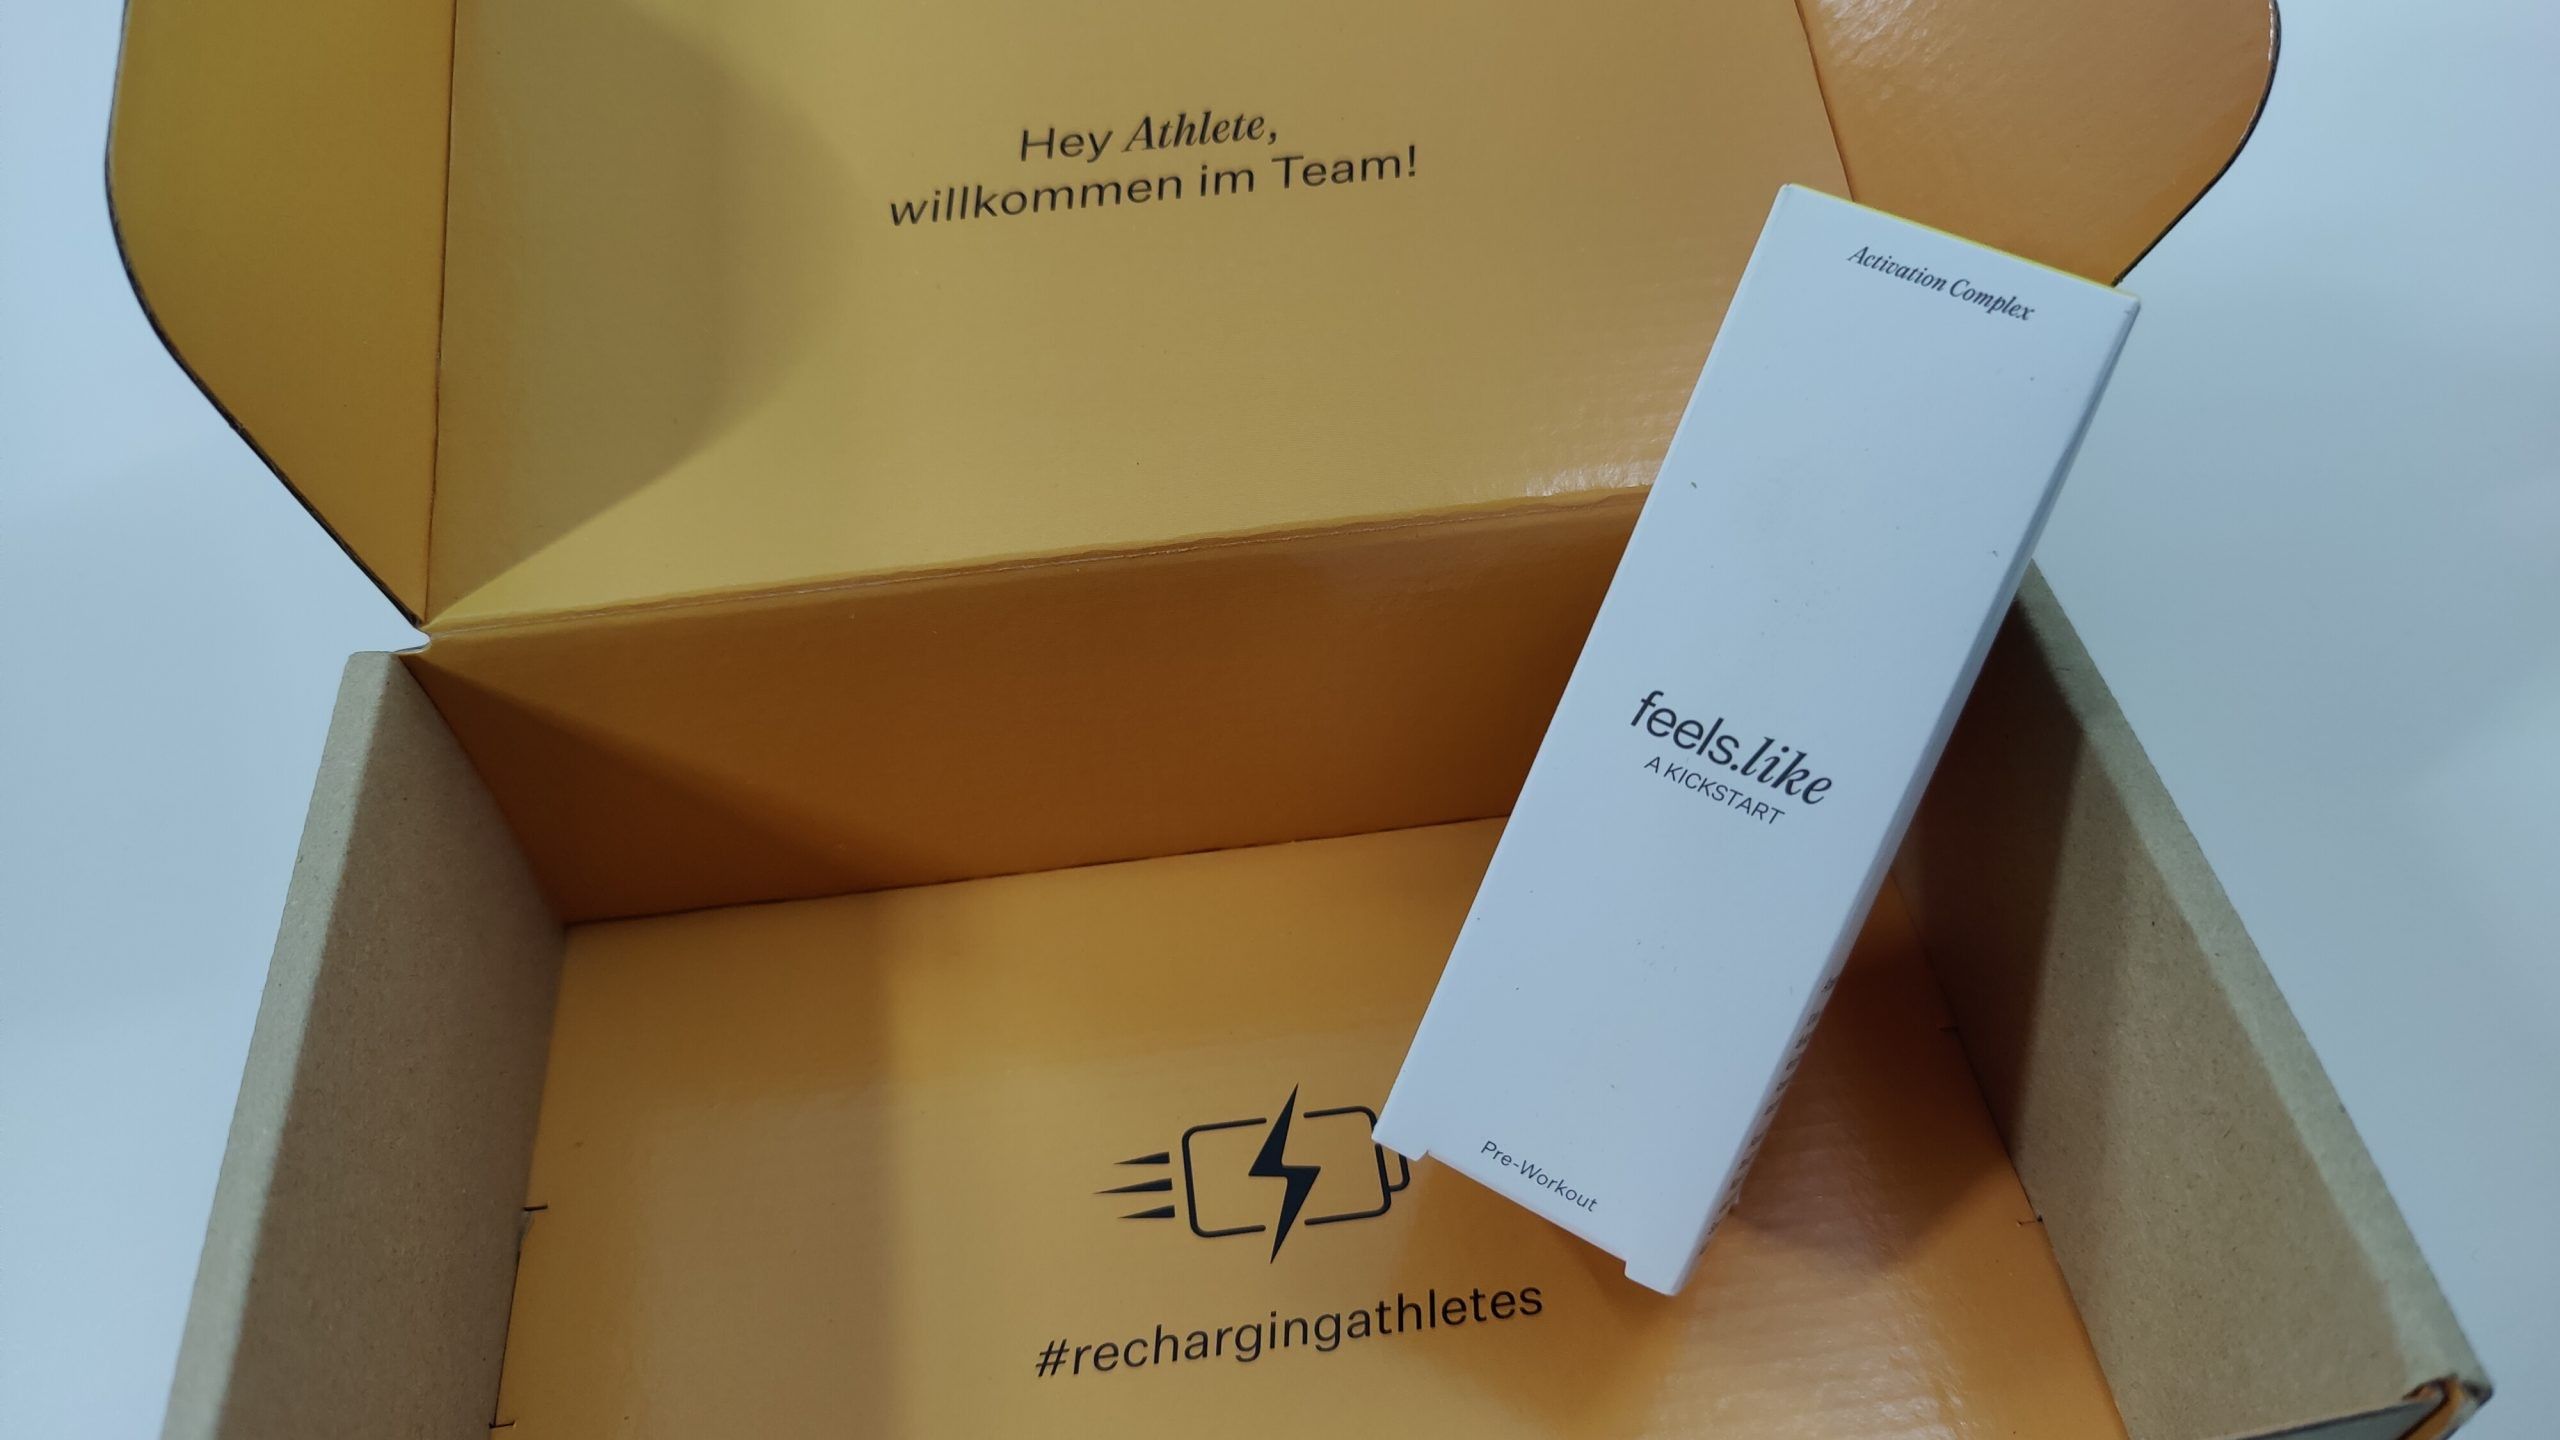 Hey Athlete,
willkommen im Team!
Activation Complex
feels.like
A KICKSTART
Pre-Workout
#rechargingathletes